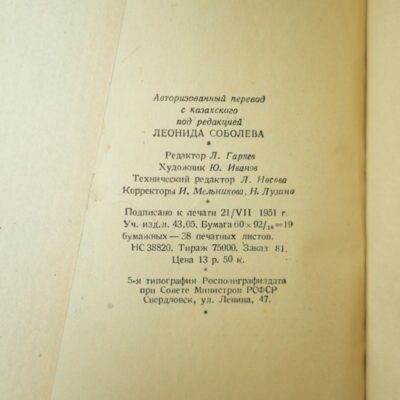 Авторизованный перевод
с казахского
под редакцией
ЛЕОНИДА СОБОЛЕВА
*
Редактор Л. Гаряев
Художник Ю. Иванов
Технический редактор Л. Носова
Корректоры И. Мельникова, Н. Лузина
*
Подписано к печати 21/VII 1951 г.
Уч. изд.л. 43,05. Бумага 60×92/16=19
бумажных— 38 печатных листов.
НС 38820. Тираж 75000. Заказ 81.
Цена 13 р. 50 к.
*
5-я типография Росполиграфиздата
при Совете Министров РСФСР
Свердловск, ул. Ленина, 47.
*